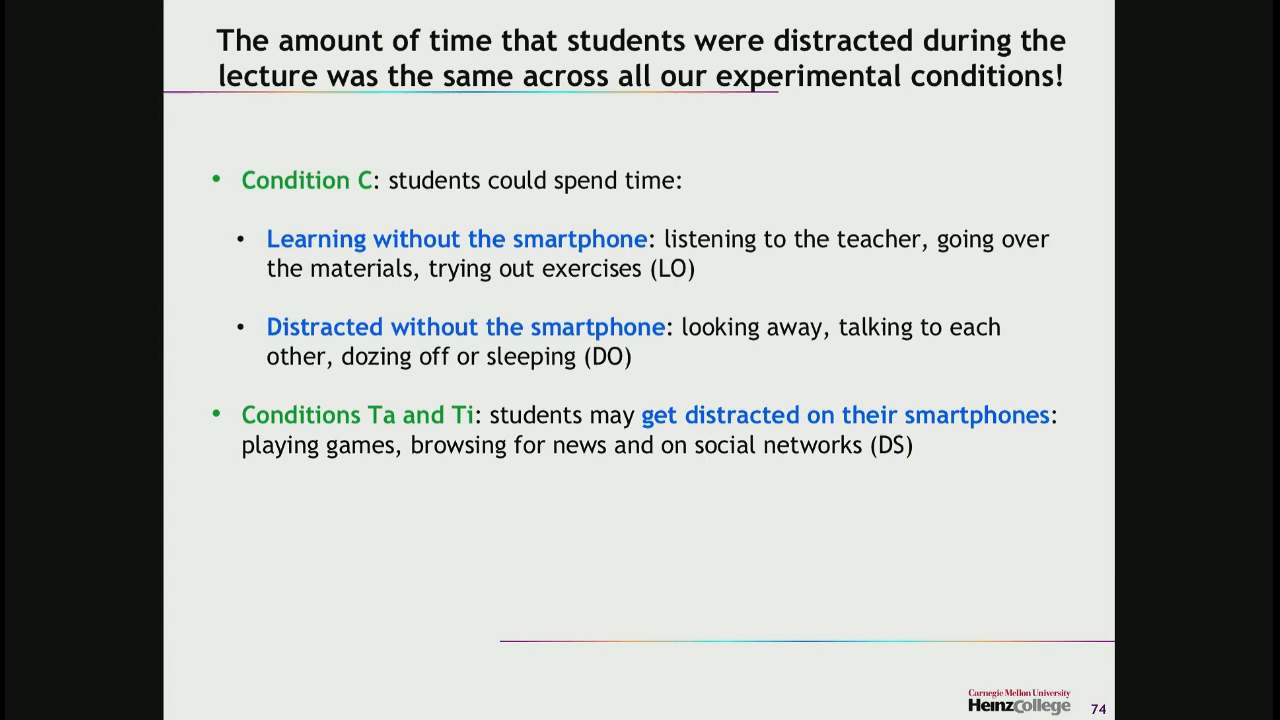 The amount of time that students were distracted during the
lecture was the same across all our experimental conditions!
• Condition C: students could spend time:
• Learning without the smartphone: listening to the teacher, going over
the materials, trying out exercises (LO)
• Distracted without the smartphone: looking away, talking to each
other, dozing off or sleeping (DO)
• Conditions Ta and Ti: students may get distracted on their smartphones:
playing games, browsing for news and on social networks (DS)
Carnegie Mellon University
HeinzCollege
74